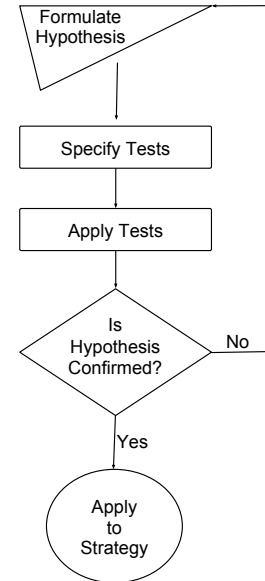 Formulate
Hypothesis
Specify Tests
Apply Tests
Is
Hypothesis
Confirmed?
No
Yes
Apply
to
Strategy